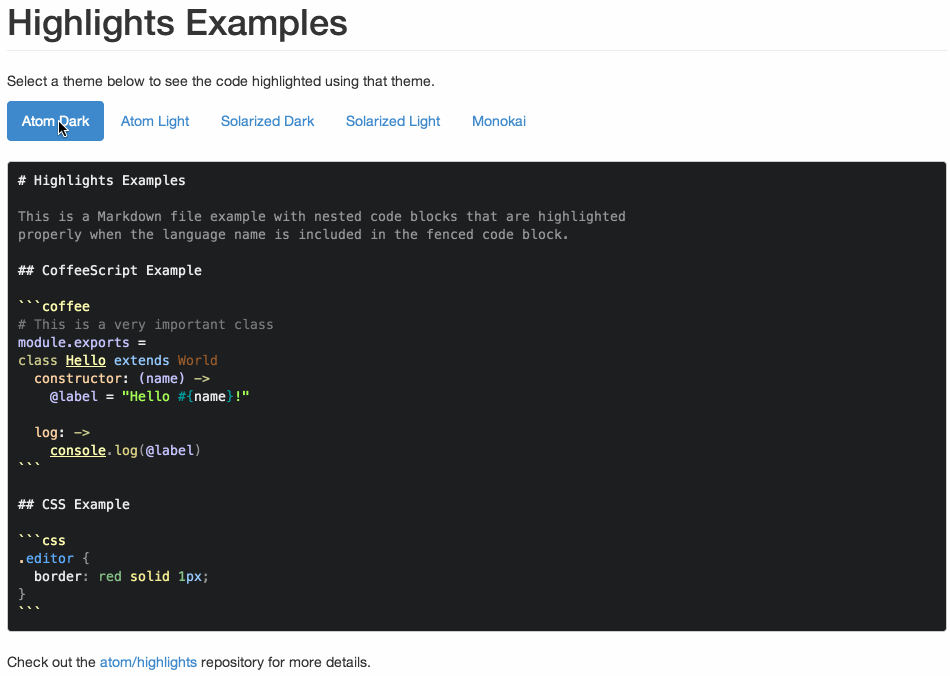 Highlights Examples
Select a theme below to see the code highlighted using that theme.
Atom Dark Atom Light Solarized Dark Solarized Light Monokai
# Highlights Examples
This is a Markdown file example with nested code blocks that are highlighted
properly when the language name is included in the fenced code block.
## CoffeeScript Example
```coffee
# This is a very important class
module.exports =
class Hello extends World
  constructor: (name) ->
    @label = "Hello #{name}!"
  log: ->
    console.log(@label)
```
## CSS Example
```css
.editor {
  border: red solid 1px;
}
```
Check out the atom/highlights repository for more details.